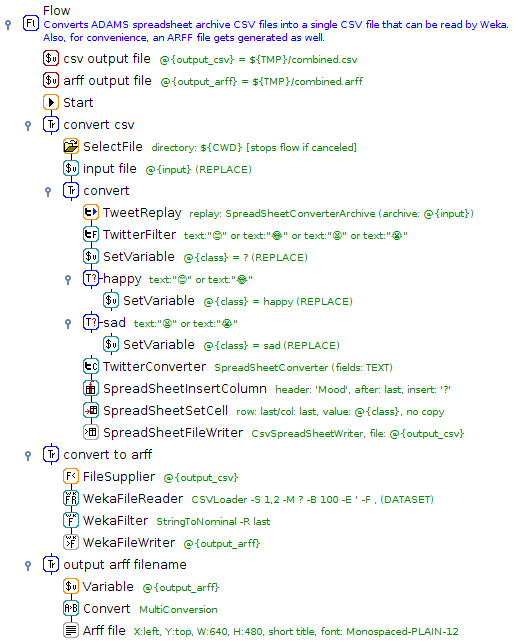 Flow
Converts ADAMS spreadsheet archive CSV files into a single CSV file that can be read by Weka.
Also, for convenience, an ARFF file gets generated as well.
csv output file @{output_csv} = ${TMP}/combined.csv
arff output file @{output_arff} = ${TMP}/combined.arff
Start
convert csv
SelectFile directory: ${CWD} [stops flow if canceled]
input file @{input} (REPLACE)
convert
TweetReplay replay: SpreadSheetConverterArchive (archive: @{input})
TwitterFilter text:"😊" or text:"😂" or text:"😫" or text:"😭"
SetVariable @{class} = ? (REPLACE)
happy text:"😊" or text:"😂"
SetVariable @{class} = happy (REPLACE)
sad text:"😫" or text:"😭"
SetVariable @{class} = sad (REPLACE)
TwitterConverter SpreadSheetConverter (fields: TEXT)
SpreadSheetInsertColumn header: 'Mood', after: last, insert: '?'
SpreadSheetSetCell row: last/col: last, value: @{class}, no copy
SpreadSheetFileWriter CsvSpreadSheetWriter, file: @{output_csv}
convert to arff
FileSupplier @{output_csv}
WekaFileReader CSVLoader -S 1,2 -M ? -B 100 -E ' -F , (DATASET)
WekaFilter StringToNominal -R last
WekaFileWriter @{output_arff}
output arff filename
Variable @{output_arff}
Convert MultiConversion
Arff file X:left, Y:top, W:640, H:480, short title, font: Monospaced-PLAIN-12